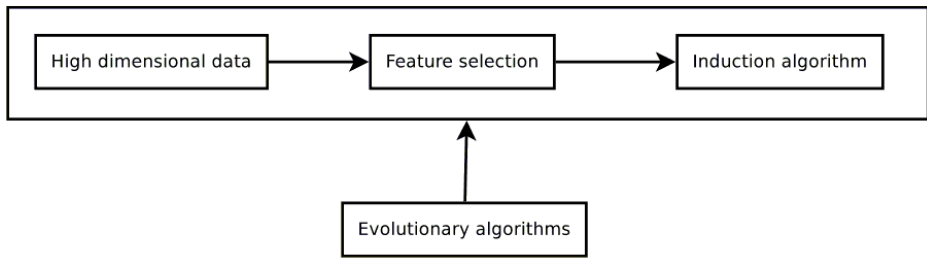 High dimensional data
Feature selection
Induction algorithm
Evolutionary algorithms